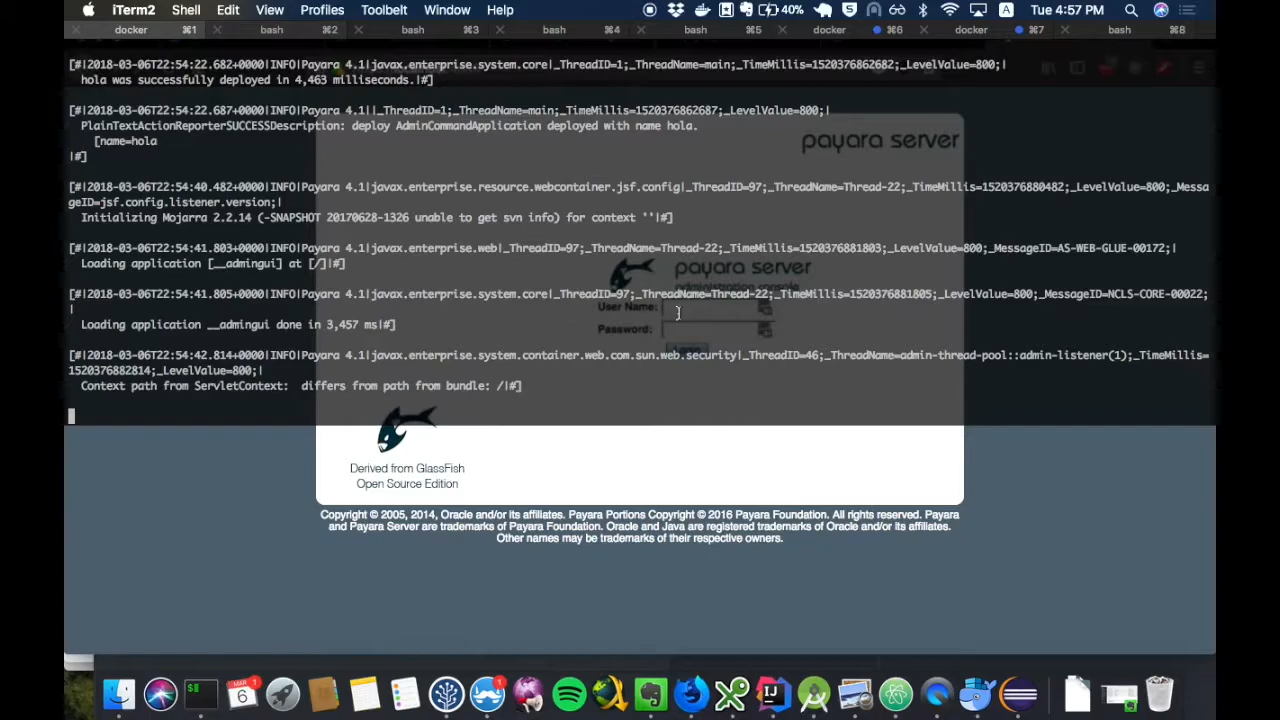 iTerm2 Shell Edit View Profiles Toolbelt Window Help 40% A Tue 4:57 PM
docker ⌘1 bash ⌘2 bash ⌘3 bash ⌘4 bash ⌘5 docker ⌘6 docker ⌘7 bash ⌘8
[#|2018-03-06T22:54:22.682+0000|INFO|Payara 4.1|javax.enterprise.system.core|_ThreadID=1;_ThreadName=main;_TimeMillis=1520376862682;_LevelValue=800;|
hola was successfully deployed in 4,463 milliseconds.|#]
[#|2018-03-06T22:54:22.687+0000|INFO|Payara 4.1||_ThreadID=1;_ThreadName=main;_TimeMillis=1520376862687;_LevelValue=800;|
PlainTextActionReporterSUCCESSDescription: deploy AdminCommandApplication deployed with name hola.
[name=hola
|#]
payara server
[#|2018-03-06T22:54:40.482+0000|INFO|Payara 4.1|javax.enterprise.resource.webcontainer.jsf.config|_ThreadID=97;_ThreadName=Thread-22;_TimeMillis=1520376880482;_LevelValue=800;_Messa
geID=jsf.config.listener.version;|
Initializing Mojarra 2.2.14 (-SNAPSHOT 20170628-1326 unable to get svn info) for context ''|#]
[#|2018-03-06T22:54:41.803+0000|INFO|Payara 4.1|javax.enterprise.web|_ThreadID=97;_ThreadName=Thread-22;_TimeMillis=1520376881803;_LevelValue=800;_MessageID=AS-WEB-GLUE-00172;|
Loading application [__admingui] at [/]|#]
payara server
administration console
[#|2018-03-06T22:54:41.805+0000|INFO|Payara 4.1|javax.enterprise.system.core|_ThreadID=97;_ThreadName=Thread-22;_TimeMillis=1520376881805;_LevelValue=800;_MessageID=NCLS-CORE-00022;
|
User Name:
Loading application __admingui done in 3,457 ms|#]
Password:
[#|2018-03-06T22:54:42.814+0000|INFO|Payara 4.1|javax.enterprise.system.container.web.com.sun.web.security|_ThreadID=46;_ThreadName=admin-thread-pool::admin-listener(1);_TimeMillis=
1520376882814;_LevelValue=800;|
Context path from ServletContext:  differs from path from bundle: /|#]
Derived from GlassFish
Open Source Edition
Copyright © 2005, 2014, Oracle and/or its affiliates. Payara Portions Copyright © 2016 Payara Foundation. All rights reserved. Payara
and Payara Server are trademarks of Payara Foundation. Oracle and Java are registered trademarks of Oracle and/or its affiliates.
Other names may be trademarks of their respective owners.
$ MAR 6 1 1